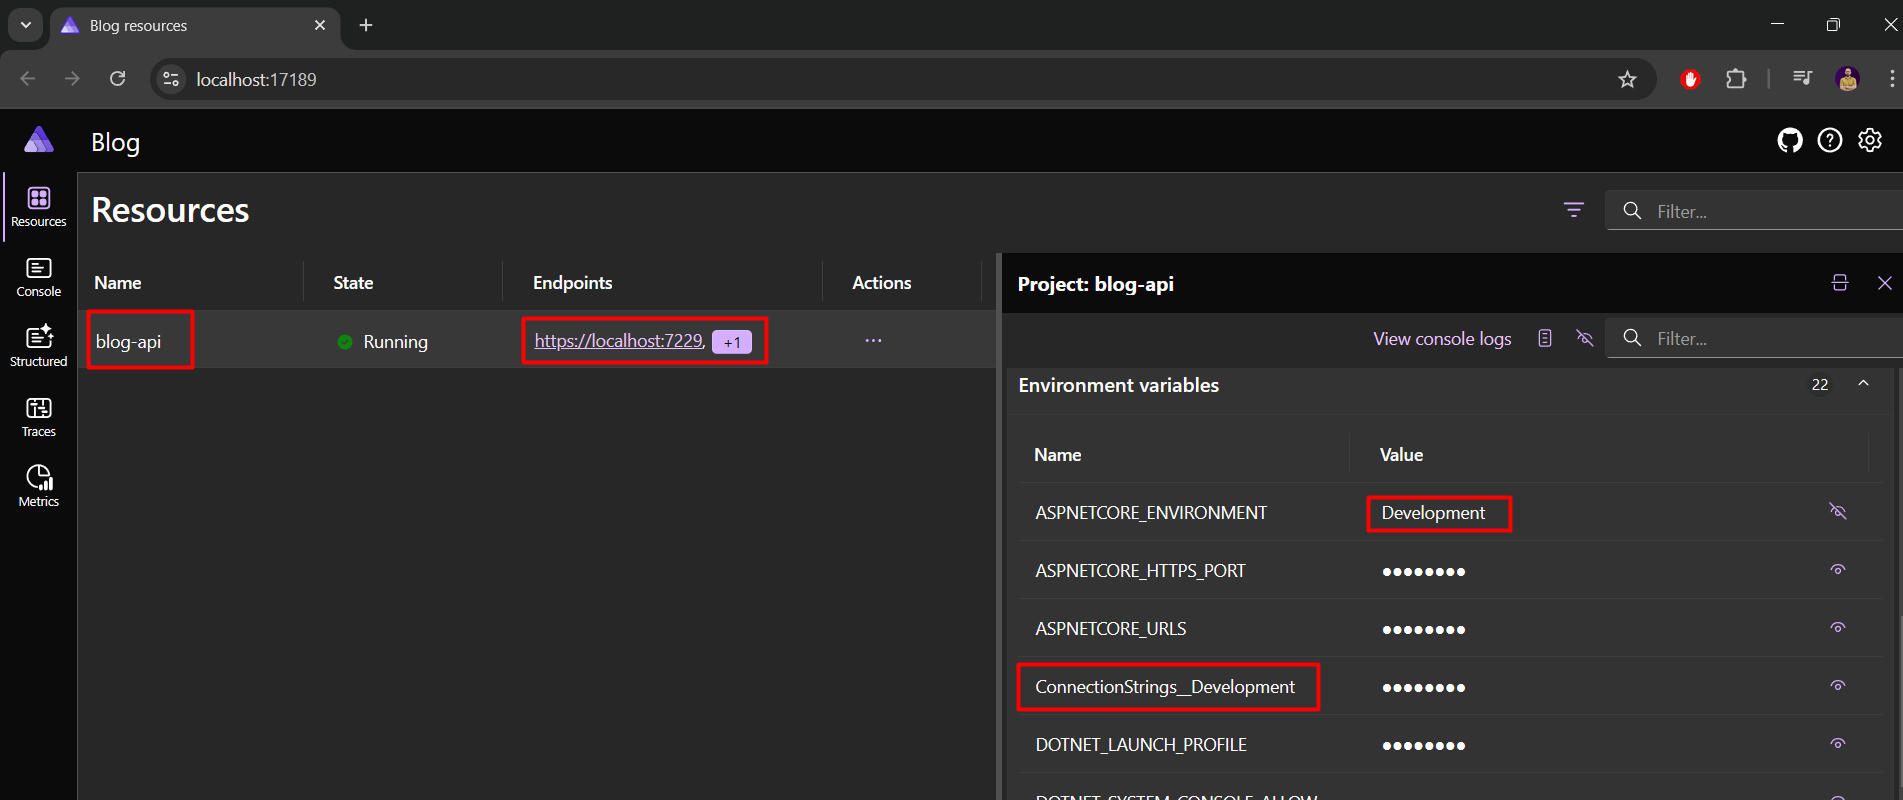 Blog resources
localhost:17189
Blog
Resources
Resources
Filter...
Console
Structured
Traces
Metrics
Name
State
Endpoints
Actions
blog-api
Running
https://localhost:7229,
+1
Project: blog-api
View console logs
Filter...
Environment variables
22
Name
Value
ASPNETCORE_ENVIRONMENT
Development
ASPNETCORE_HTTPS_PORT
●●●●●●●●
ASPNETCORE_URLS
●●●●●●●●
ConnectionStrings__Development
●●●●●●●●
DOTNET_LAUNCH_PROFILE
●●●●●●●●
DOTNET_SYSTEM_CONSOLE_ALLOW